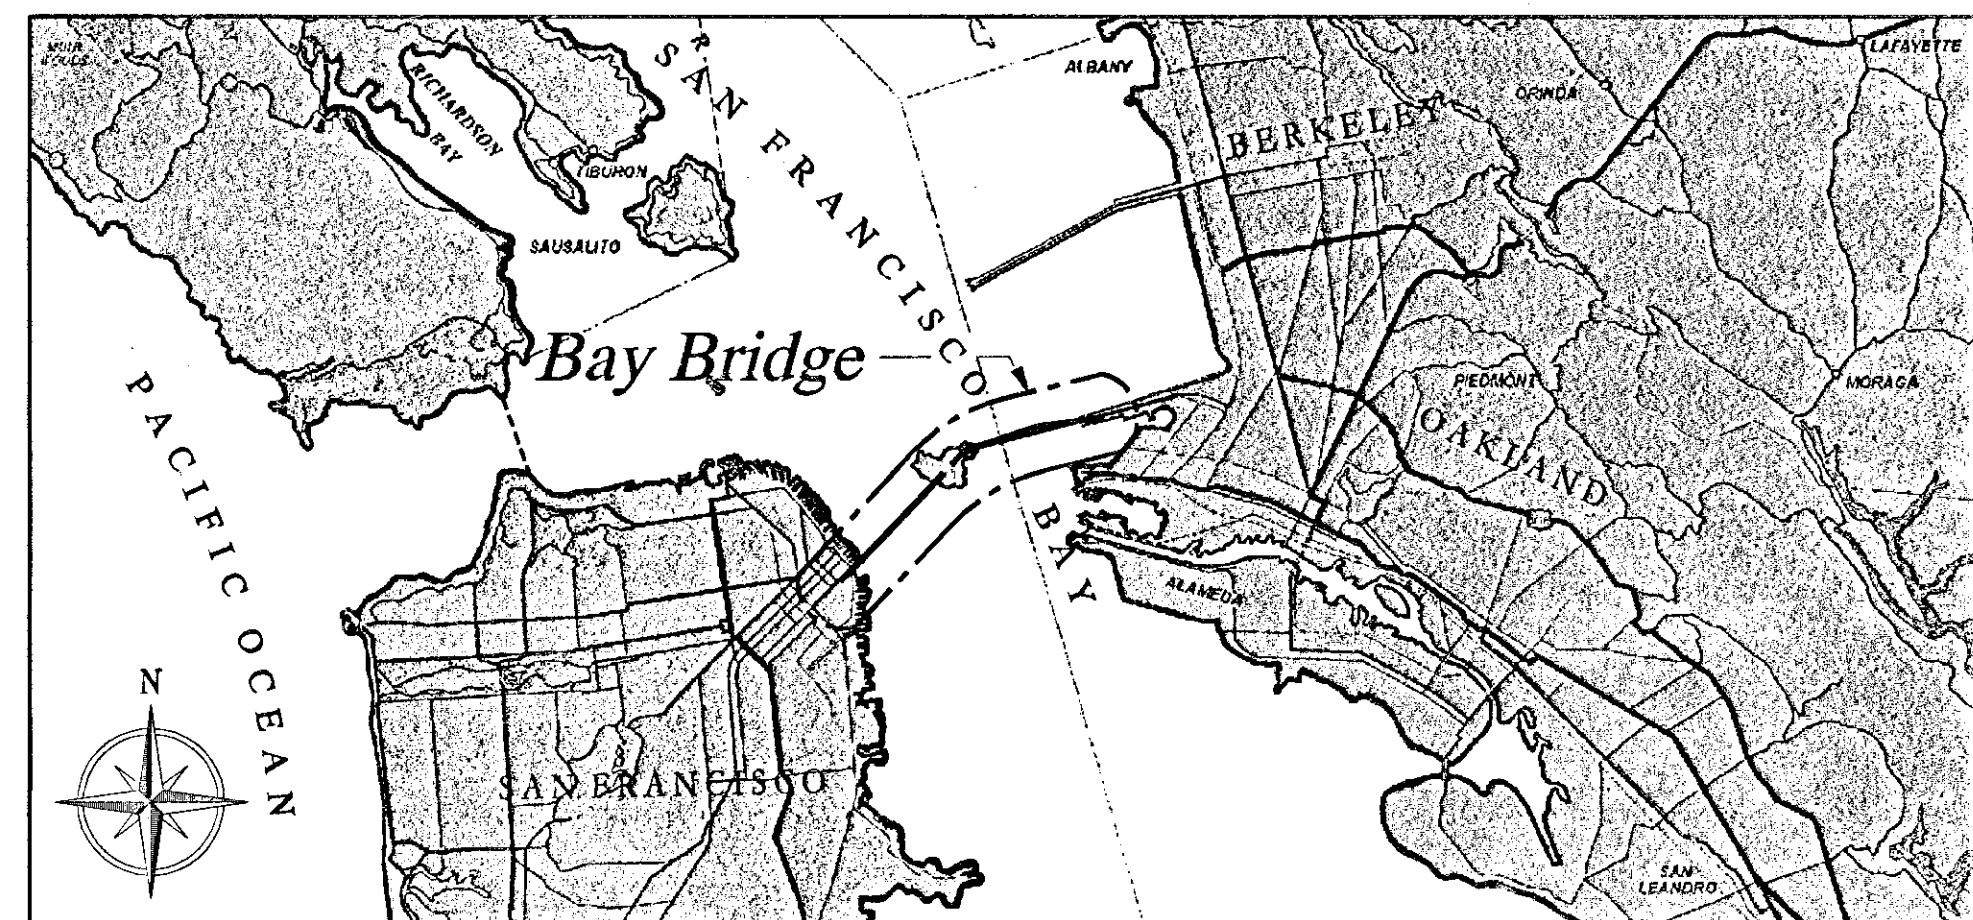 MUIR
WOODS
RICHARDSON
BAY
TIBURON
SAUSALITO
SAN FRANCISCO
BAY
ALBANY
BERKELEY
ORINDA
LAFAYETTE
Bay Bridge
PIEDMONT
MORAGA
OAKLAND
PACIFIC OCEAN
ALAMEDA
N
SAN FRANCISCO
SAN
LEANDRO